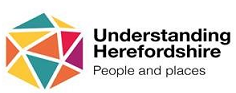 Understanding
Herefordshire
People and places